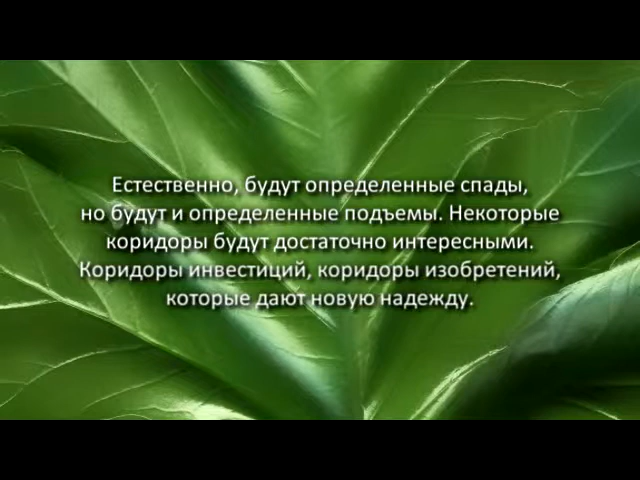 Естественно, будут определенные спады,
но будут и определенные подъемы. Некоторые
коридоры будут достаточно интересными.
Коридоры инвестиций, коридоры изобретений,
которые дают новую надежду.